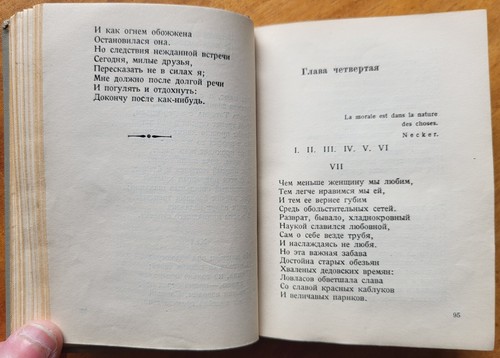 И как огнем обожжена
Остановилася она.
Но следствия нежданной встречи
Сегодня, милые друзья,
Пересказать не в силах я;
Мне должно после долгой речи
И погулять и отдохнуть:
Докончу после как-нибудь.
Глава четвертая
La morale est dans la nature
des choses.
Necker.
I. II. III. IV. V. VI
VII
Чем меньше женщину мы любим,
Тем легче нравимся мы ей,
И тем ее вернее губим
Средь обольстительных сетей.
Разврат, бывало, хладнокровный
Наукой славился любовной,
Сам о себе везде трубя,
И наслаждаясь не любя.
Но эта важная забава
Достойна старых обезьян
Хваленых дедовских времян:
Ловласов обветшала слава
Со славой красных каблуков
И величавых париков.
95